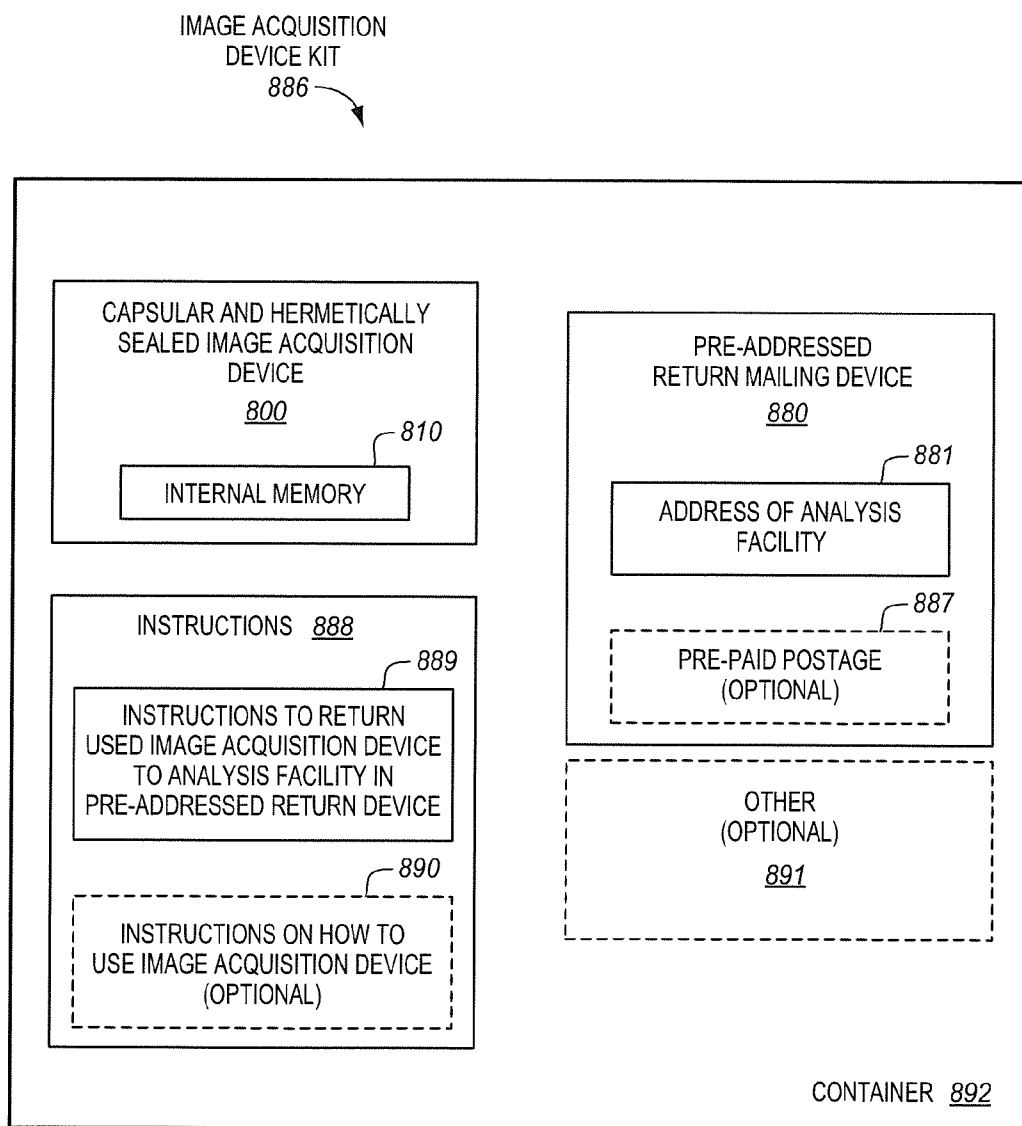 IMAGE ACQUISITION
DEVICE KIT
886
CAPSULAR AND HERMETICALLY
SEALED IMAGE ACQUISITION
DEVICE
800
810
INTERNAL MEMORY
INSTRUCTIONS 888
889
INSTRUCTIONS TO RETURN
USED IMAGE ACQUISITION DEVICE
TO ANALYSIS FACILITY IN
PRE-ADDRESSED RETURN DEVICE
890
INSTRUCTIONS ON HOW TO
USE IMAGE ACQUISITION DEVICE
(OPTIONAL)
PRE-ADDRESSED
RETURN MAILING DEVICE
880
881
ADDRESS OF ANALYSIS
FACILITY
887
PRE-PAID POSTAGE
(OPTIONAL)
OTHER
(OPTIONAL)
891
CONTAINER 892